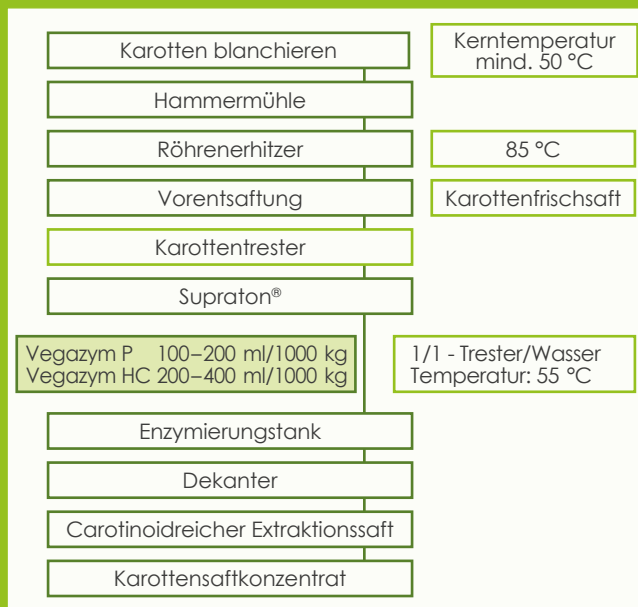 Karotten blanchieren
Kerntemperatur
mind. 50 °C
Hammermühle
Röhrenerhitzer
85 °C
Vorentsaftung
Karottenfrischsaft
Karottentrester
Supraton®
Vegazym P 100–200 ml/1000 kg
Vegazym HC 200–400 ml/1000 kg
1/1 - Trester/Wasser
Temperatur: 55 °C
Enzymierungstank
Dekanter
Carotinoidreicher Extraktionssaft
Karottensaftkonzentrat